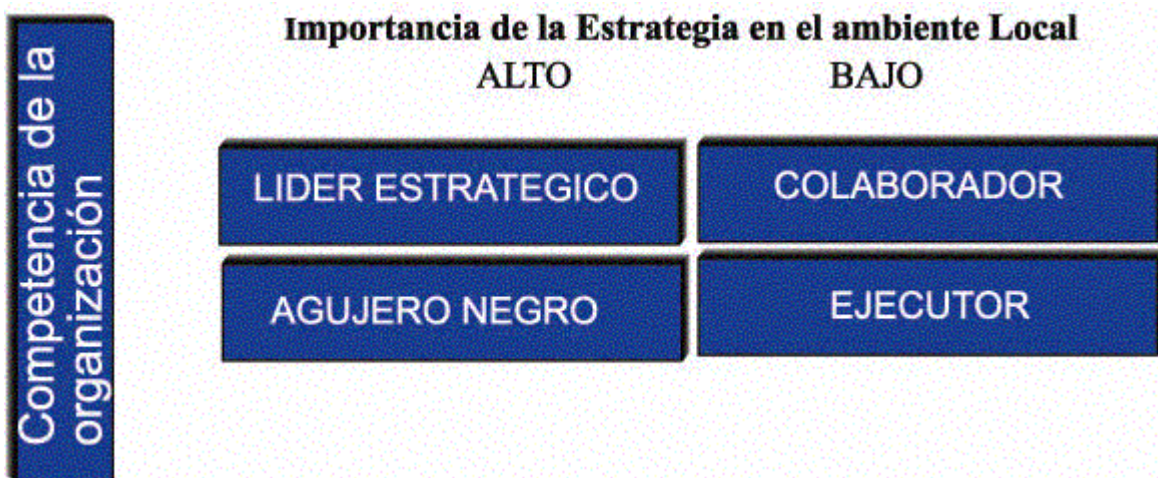 Importancia de la Estrategia en el ambiente Local
ALTO BAJO
Competencia de la
organización
LIDER ESTRATEGICO COLABORADOR
AGUJERO NEGRO EJECUTOR